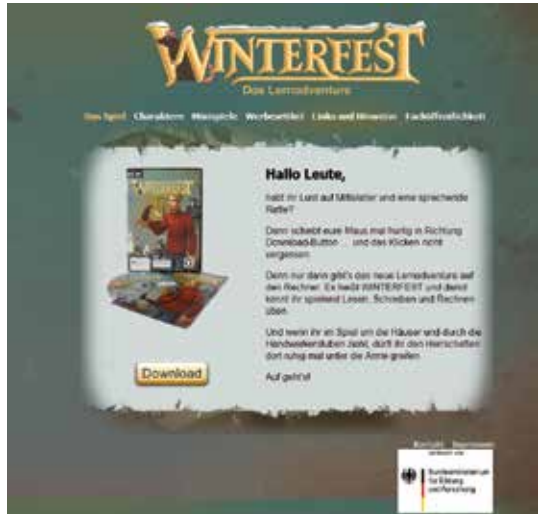 WINTERFEST
Das Lernadventure
Das Spiel Charaktere Minispiele Werbemittel Links und Hinweise Fachöffentlichkeit
WINTERFEST
Hallo Leute,
habt ihr Lust auf Mittelalter und eine sprechende
Ratte?
Dann schiebt eure Maus mal hurtig in Richtung
Download-Button ... und das Klicken nicht
vergessen.
Denn nur dann gibt's das neue Lernadventure auf
den Rechner. Es heißt WINTERFEST und damit
könnt ihr spielend Lesen, Schreiben und Rechnen
üben.
Und wenn ihr im Spiel um die Häuser und durch die
Handwerkerstuben zieht, dürft ihr den Herrschaften
dort ruhig mal unter die Arme greifen.
Auf geht's!
Download
Kontakt Impressum
Bundesministerium
für Bildung
und Forschung